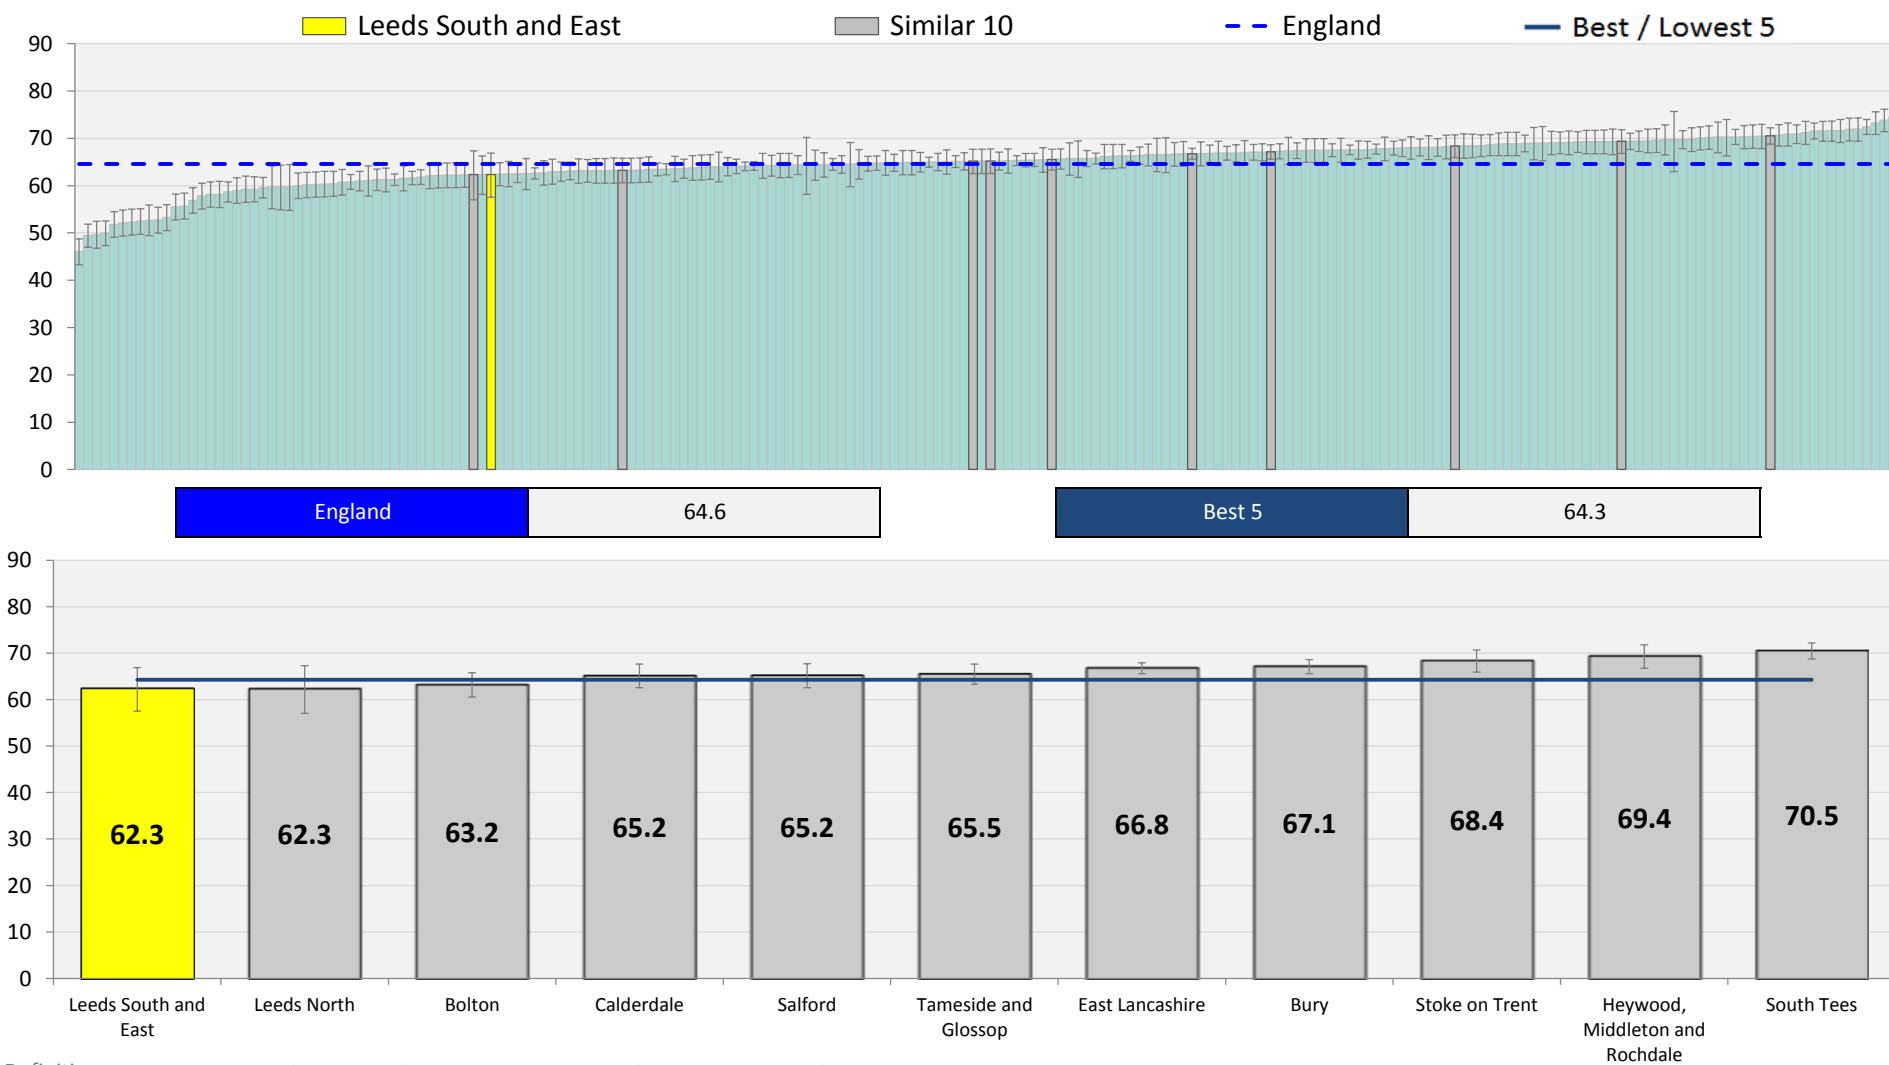 Leeds South and East
Similar 10
England
Best / Lowest 5
90
80
70
60
50
40
30
20
10
0
England 64.6
Best 5 64.3
90
80
70
60
50
40
30
20
10
0
62.3 62.3 63.2 65.2 65.2 65.5 66.8 67.1 68.4 69.4 70.5
Leeds South and
East
Leeds North
Bolton
Calderdale
Salford
Tameside and
Glossop
East Lancashire
Bury
Stoke on Trent
Heywood,
Middleton and
Rochdale
South Tees